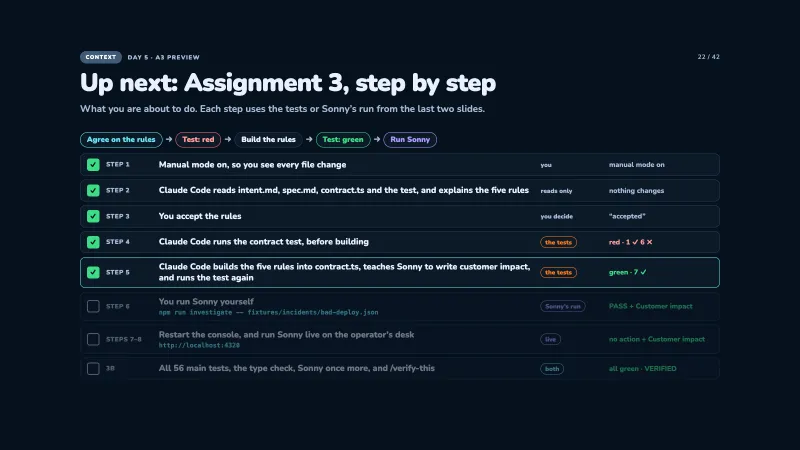 CONTEXT DAY 5 · A3 PREVIEW 22 / 42
Up next: Assignment 3, step by step
What you are about to do. Each step uses the tests or Sonny's run from the last two slides.
Agree on the rules → Test: red → Build the rules → Test: green → Run Sonny
STEP 1 Manual mode on, so you see every file change you manual mode on
STEP 2 Claude Code reads intent.md, spec.md, contract.ts and the test, and explains the five rules reads only nothing changes
STEP 3 You accept the rules you decide "accepted"
STEP 4 Claude Code runs the contract test, before building the tests red · 1 ✓ 6 ✕
STEP 5 Claude Code builds the five rules into contract.ts, teaches Sonny to write customer impact, the tests green · 7 ✓
and runs the test again
STEP 6 You run Sonny yourself Sonny's run PASS + Customer impact
npm run investigate -- fixtures/incidents/bad-deploy.json
STEPS 7–8 Restart the console, and run Sonny live on the operator's desk live no action + Customer impact
http://localhost:4320
3B All 56 main tests, the type check, Sonny once more, and /verify-this both all green · VERIFIED